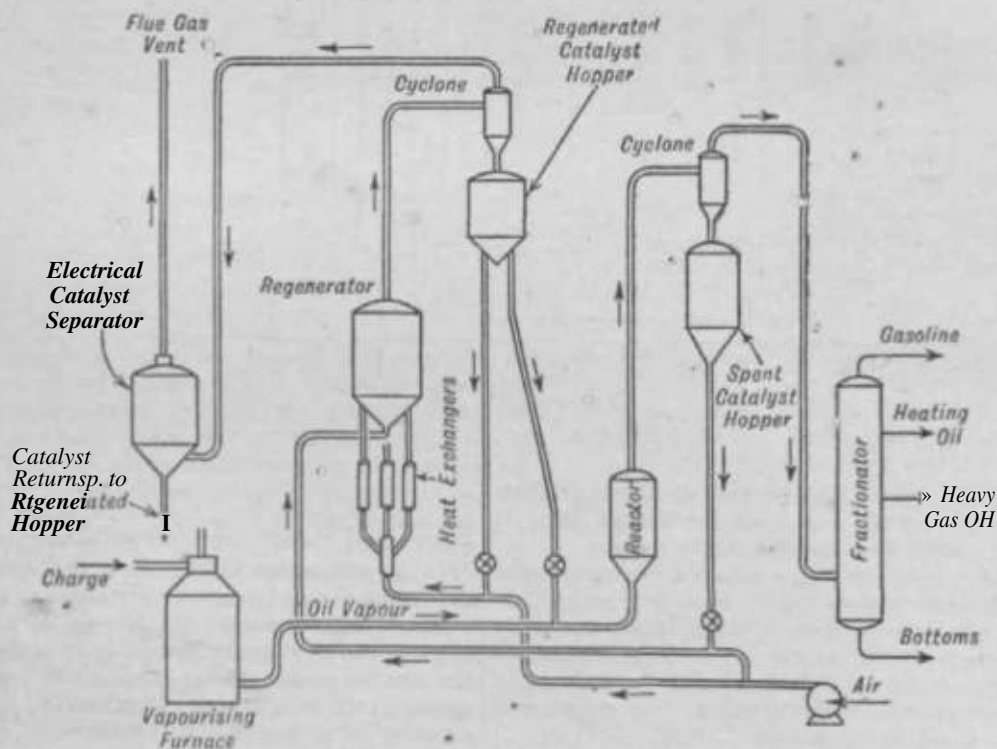 Flue Gas
Vent
Regenerated
Catalyst
Hopper
Cyclone
Cyclone
Electrical
Catalyst
Separator
Regenerator
Heat Exchangers
Spent
Catalyst
Hopper
Gasoline
Heating
Oil
Fractionator
» Heavy
Gas OH
Reactor
Catalyst
Returnsp. to
Rtgeneiated
Hopper
I
Charge
Oil Vapour
Bottoms
Air
Vapourising
Furnace